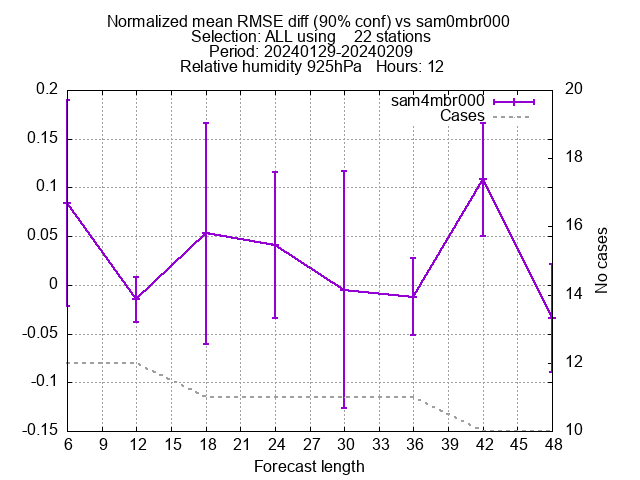 Normalized mean RMSE diff (90% conf) vs sam0mbr000
Selection: ALL using    22 stations
Period: 20240129-20240209
Relative humidity 925hPa   Hours: 12
sam4mbr000
Cases
0.2
0.15
0.1
0.05
0
-0.05
-0.1
-0.15
20
18
16
14
12
10
No cases
6 9 12 15 18 21 24 27 30 33 36 39 42 45 48
Forecast length